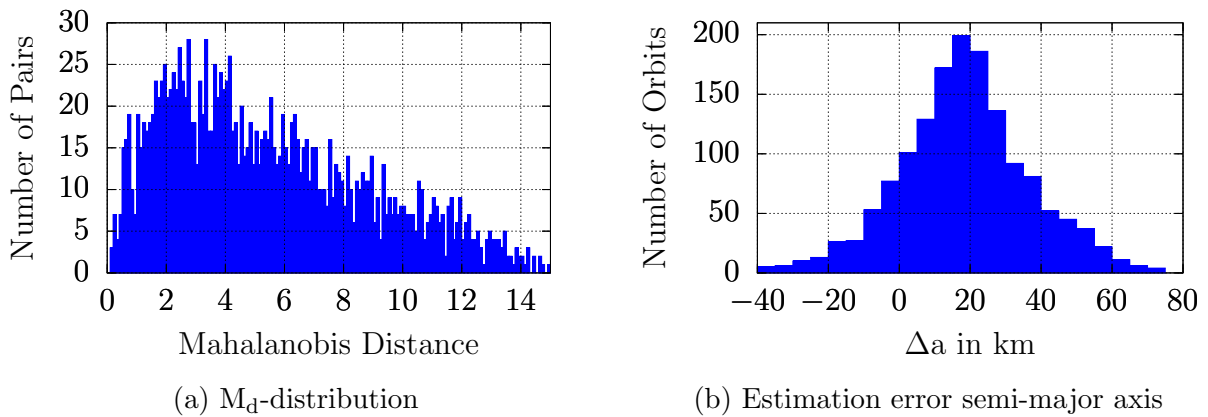 Number of Pairs
30
25
20
15
10
5
0
0 2 4 6 8 10 12 14
Mahalanobis Distance
(a) M_d-distribution
Number of Orbits
200
150
100
50
0
−40 −20 0 20 40 60 80
Δa in km
(b) Estimation error semi-major axis